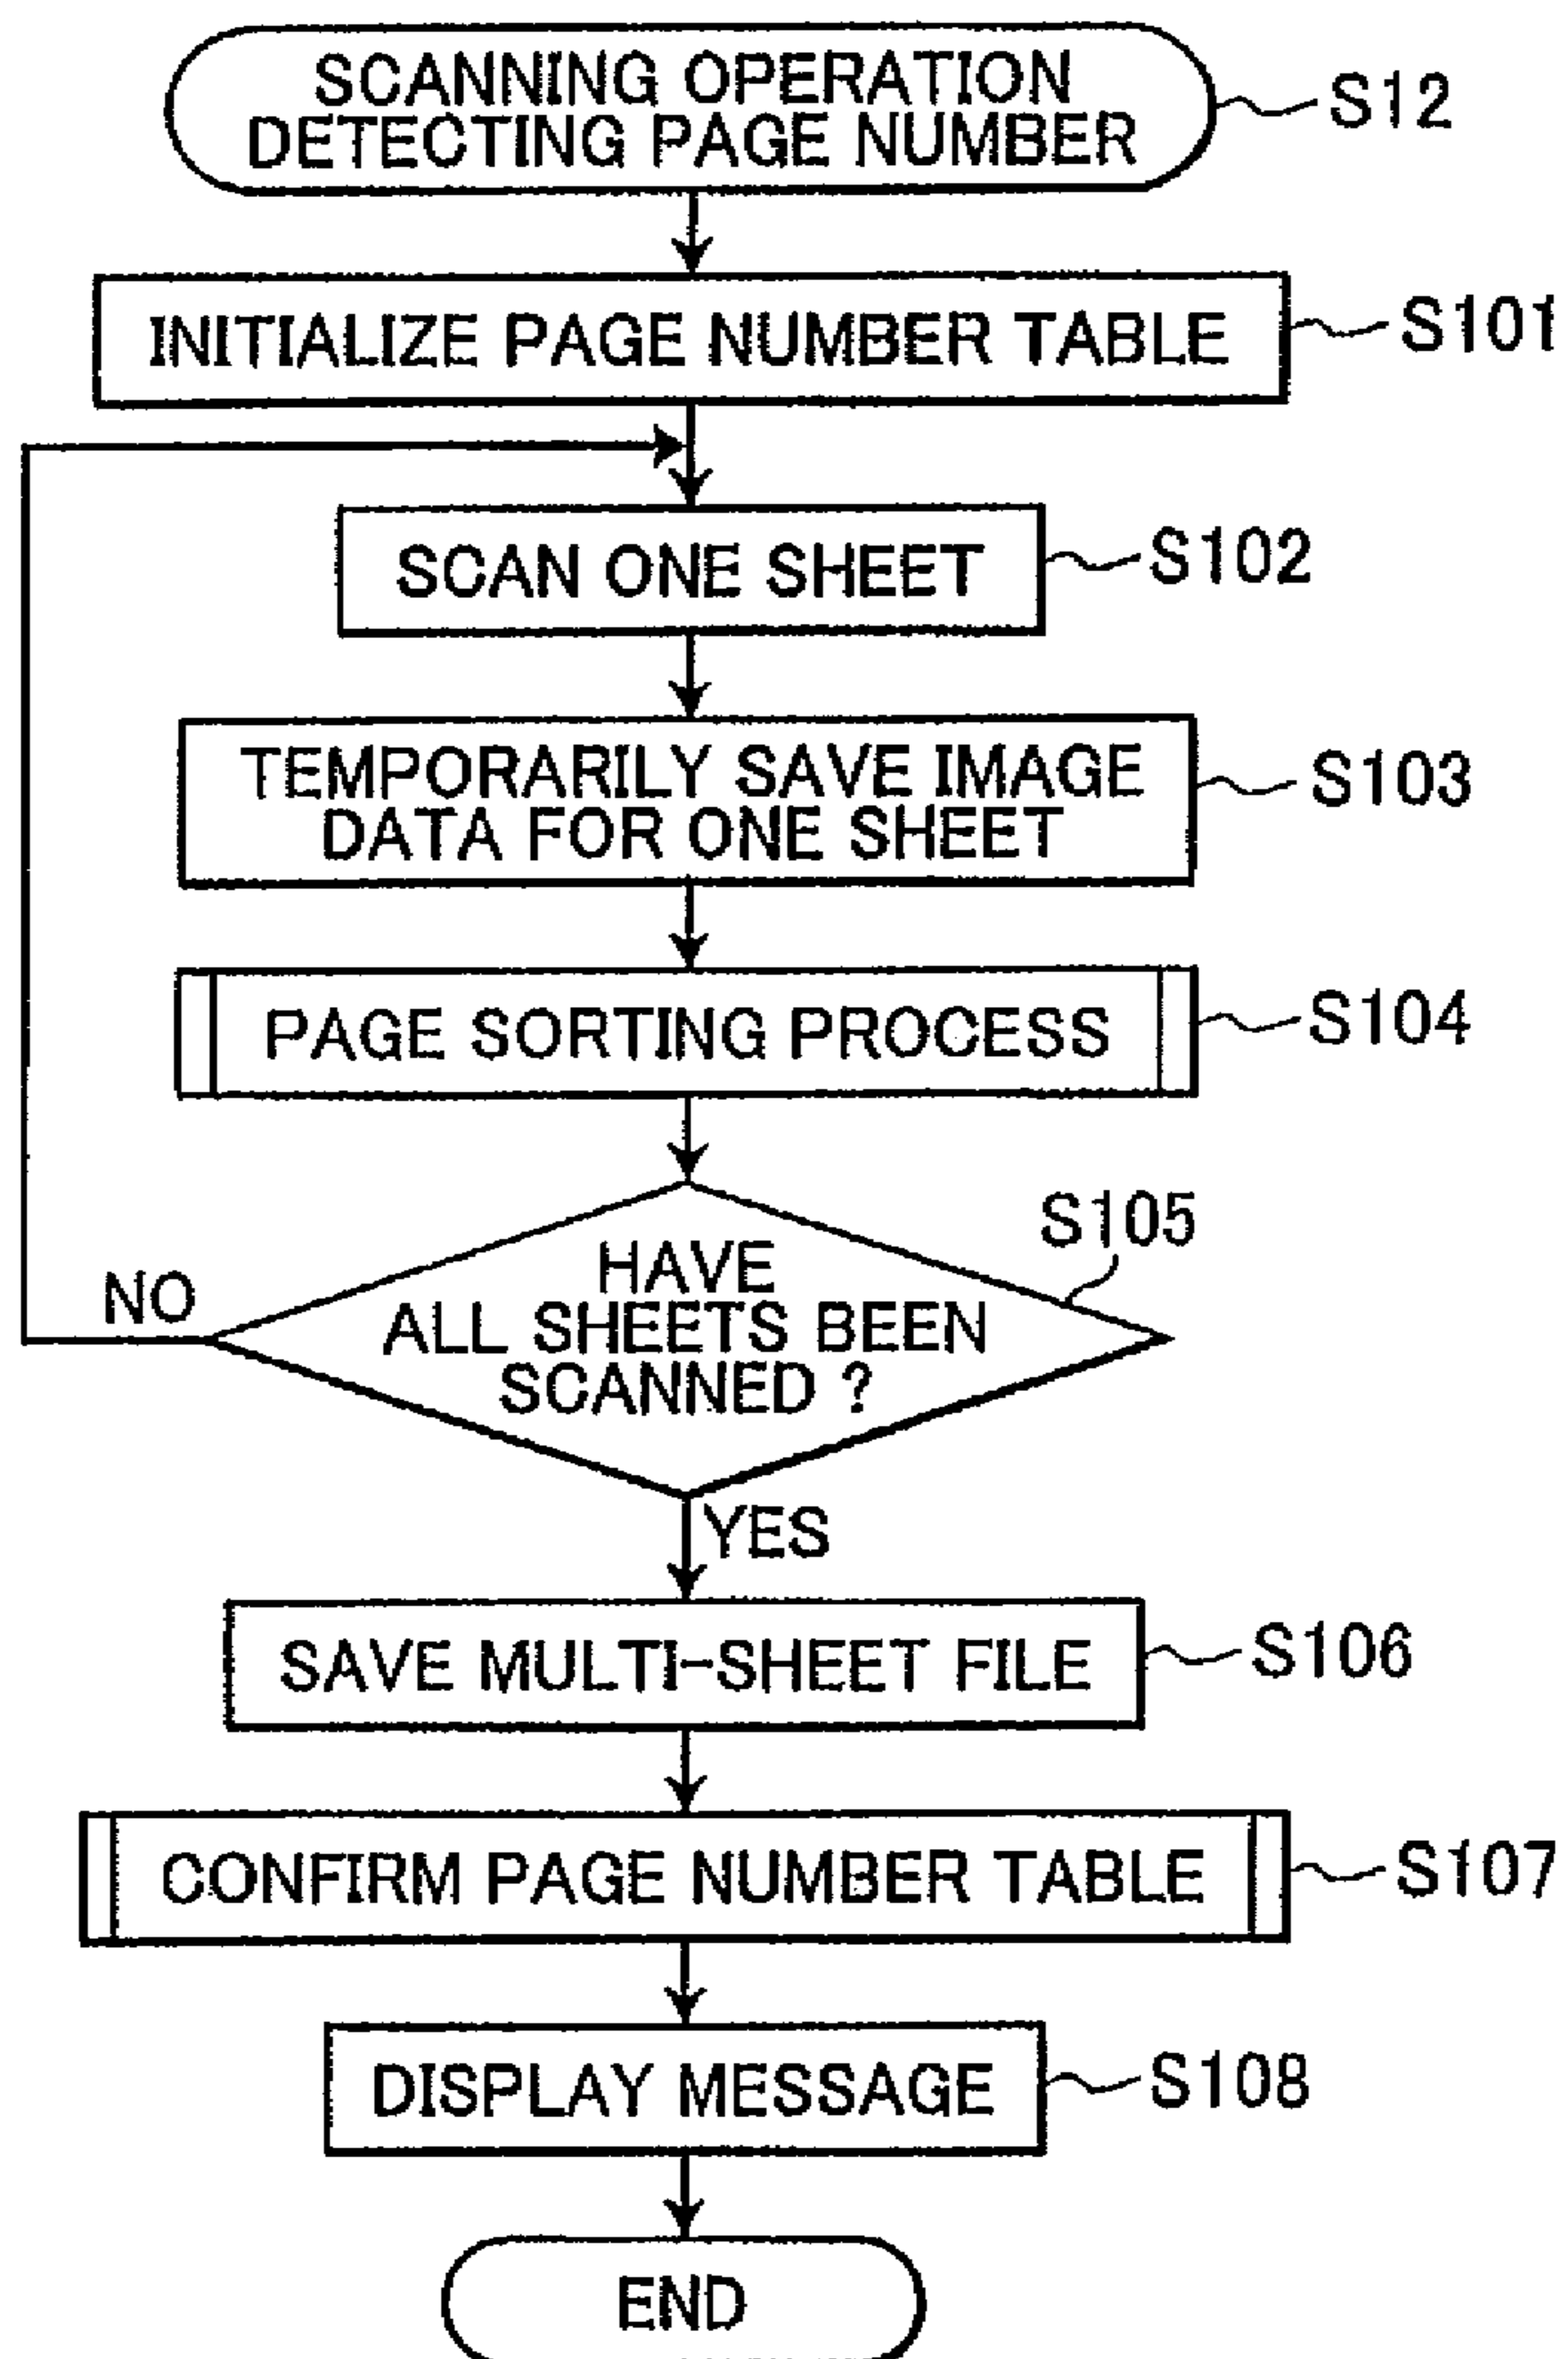 SCANNING OPERATION
DETECTING PAGE NUMBER
S12
INITIALIZE PAGE NUMBER TABLE
S101
SCAN ONE SHEET
S102
TEMPORARILY SAVE IMAGE
DATA FOR ONE SHEET
S103
PAGE SORTING PROCESS
S104
S105
HAVE
ALL SHEETS BEEN
SCANNED ?
NO
YES
SAVE MULTI-SHEET FILE
S106
CONFIRM PAGE NUMBER TABLE
S107
DISPLAY MESSAGE
S108
END